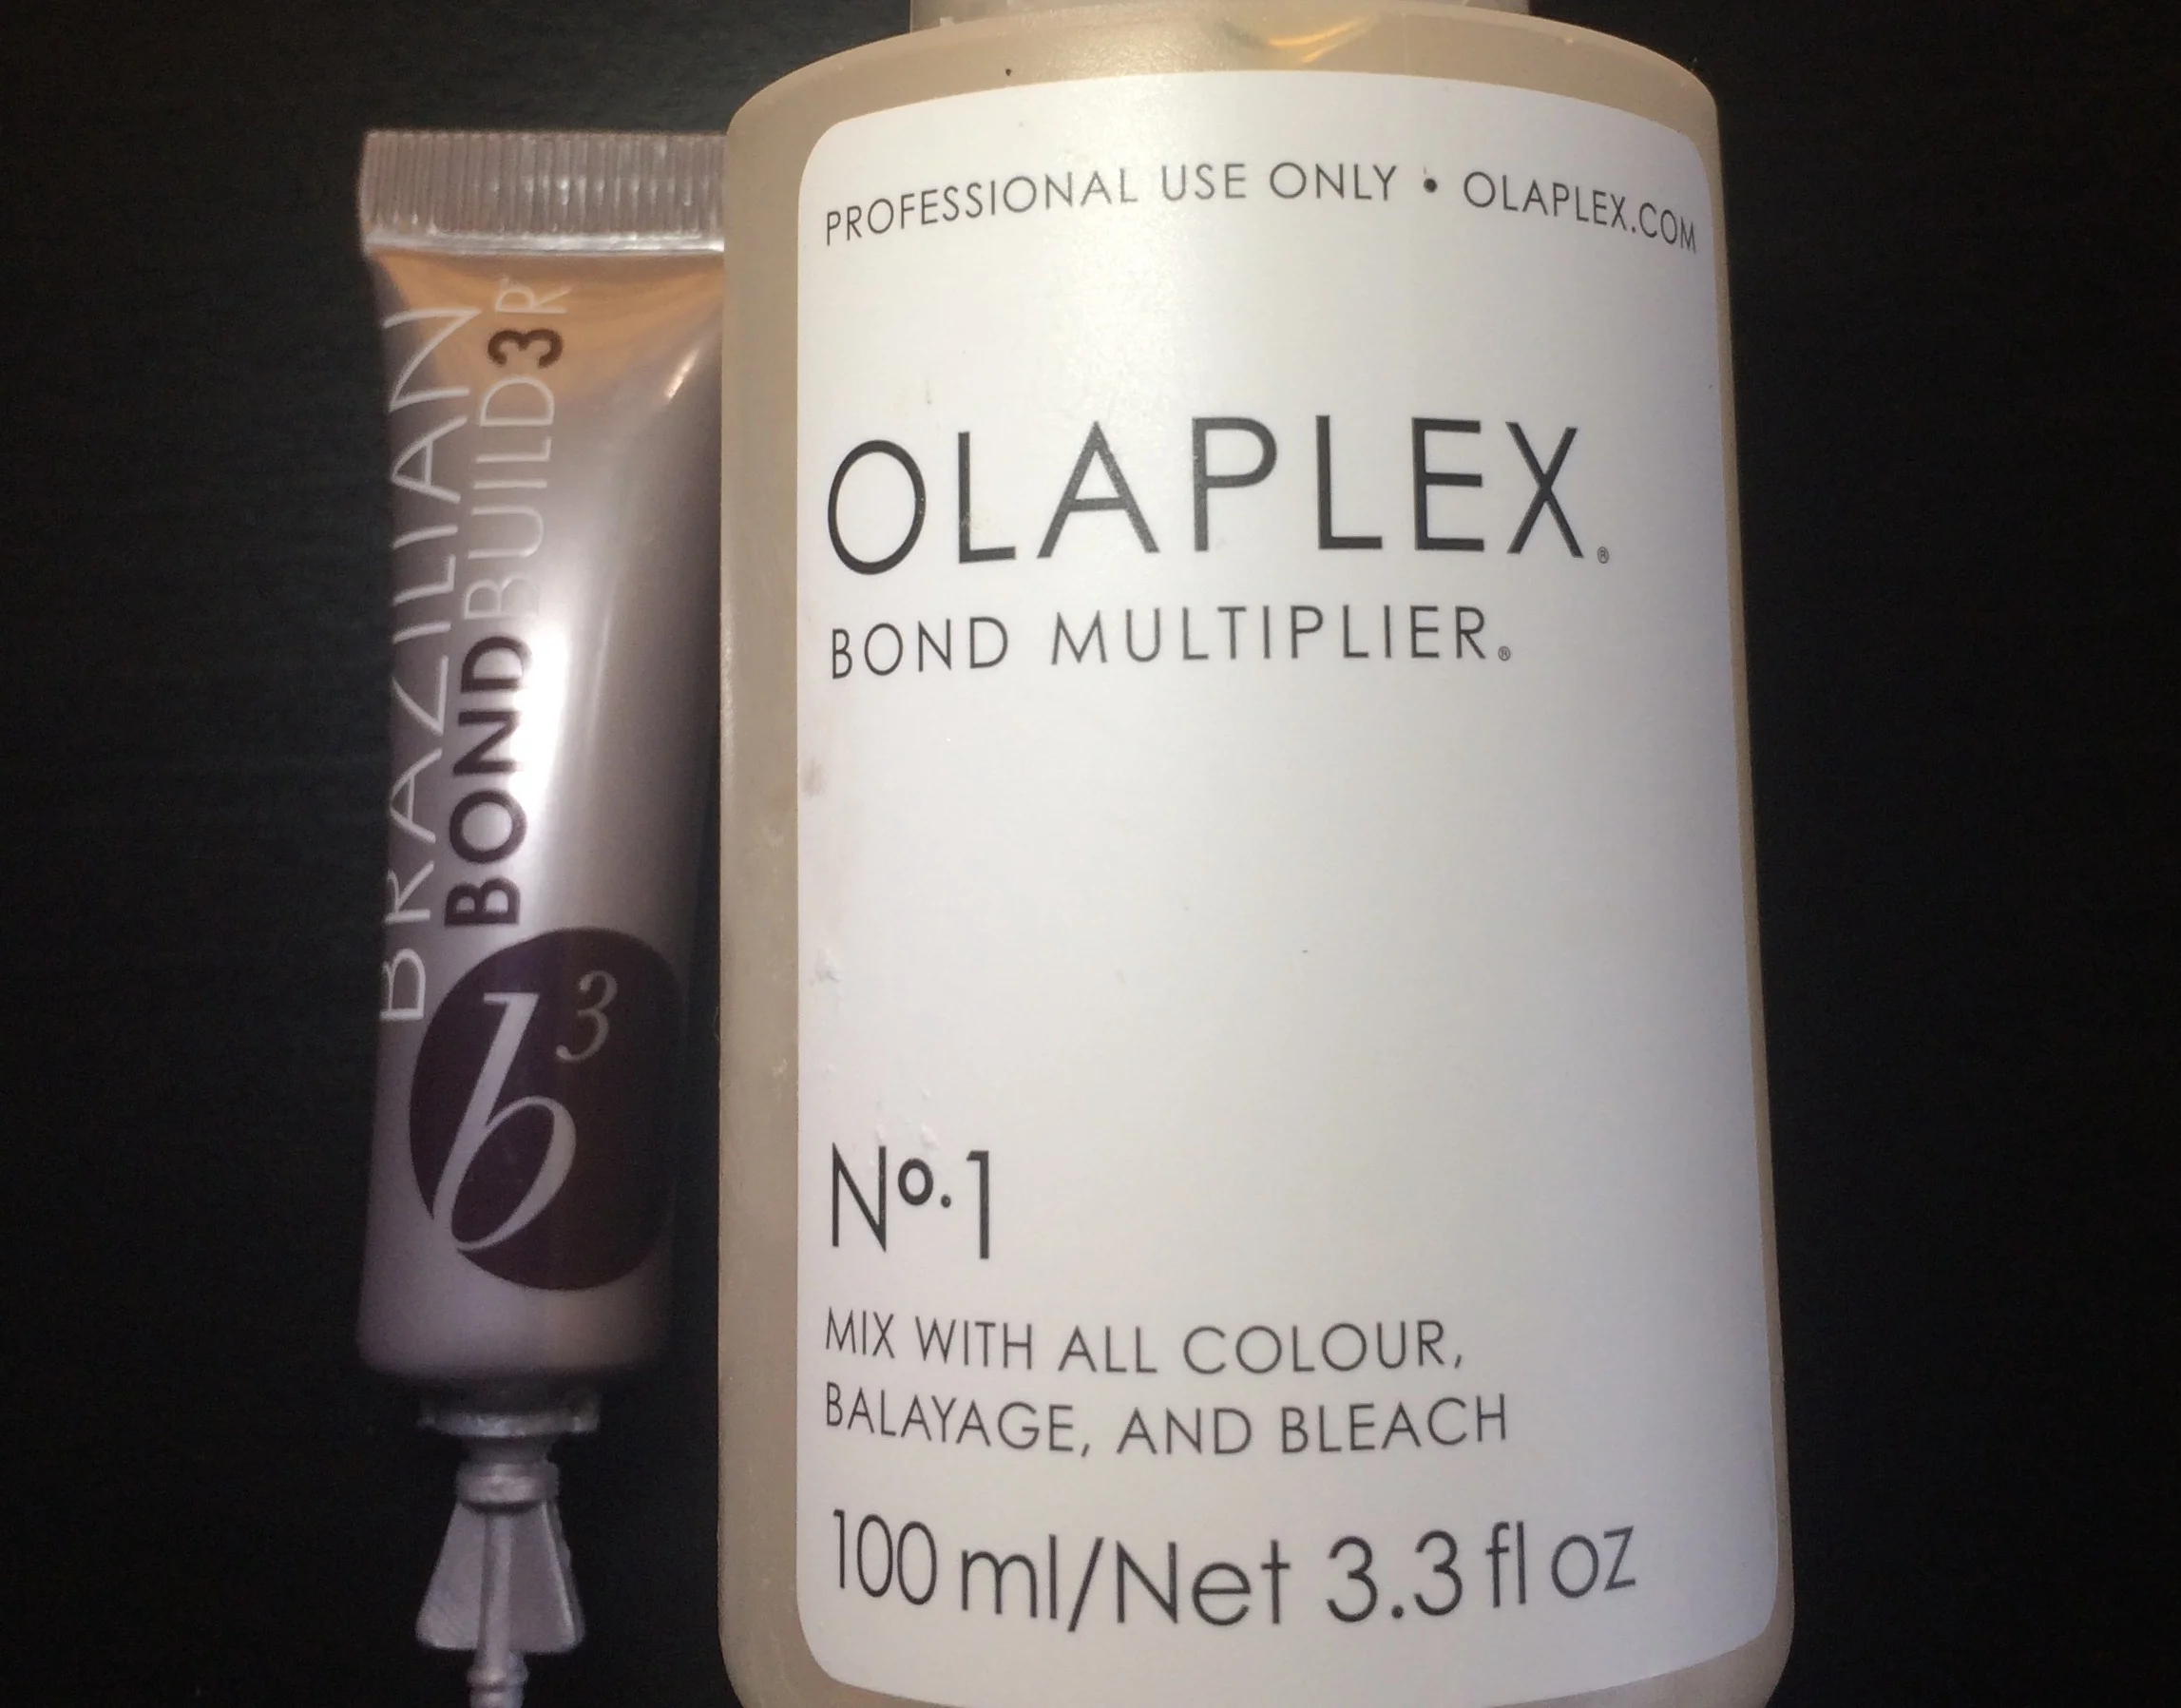 BRAZILIAN
BOND BUILD3R
b3
PROFESSIONAL USE ONLY • OLAPLEX.COM
OLAPLEX®
BOND MULTIPLIER®
Nº.1
MIX WITH ALL COLOUR,
BALAYAGE, AND BLEACH
100 ml/Net 3.3 fl oz